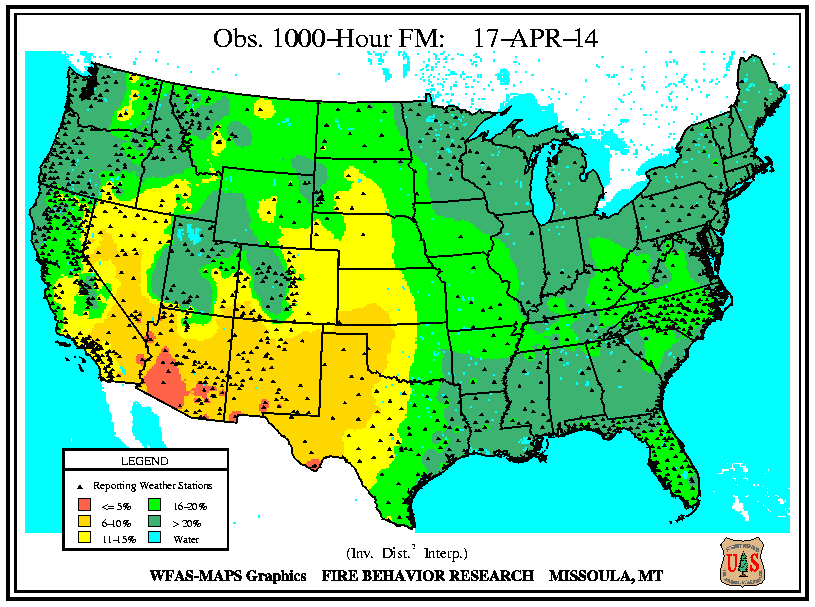 Obs. 1000-Hour FM: 17-APR-14
LEGEND
Reporting Weather Stations
<= 5% 16-20%
6-10% > 20%
11-15% Water
(Inv. Dist.² Interp.)
WFAS-MAPS Graphics FIRE BEHAVIOR RESEARCH MISSOULA, MT
U S